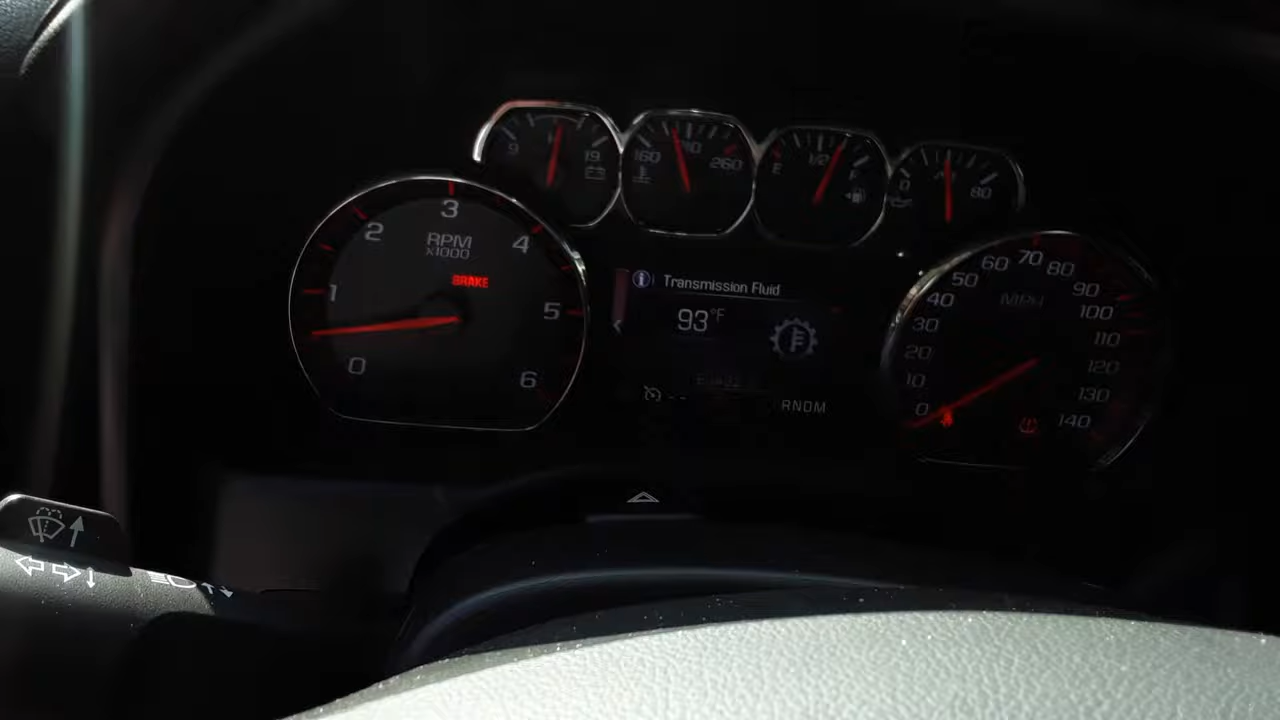 9 19
160 210 260
E 1/2 F
0 80
0 1 2 3 4 5 6
RPM
x1000
BRAKE
Transmission Fluid
93°F
--
RNDM
MPH
0 10 20 30 40 50 60 70 80 90 100 110 120 130 140